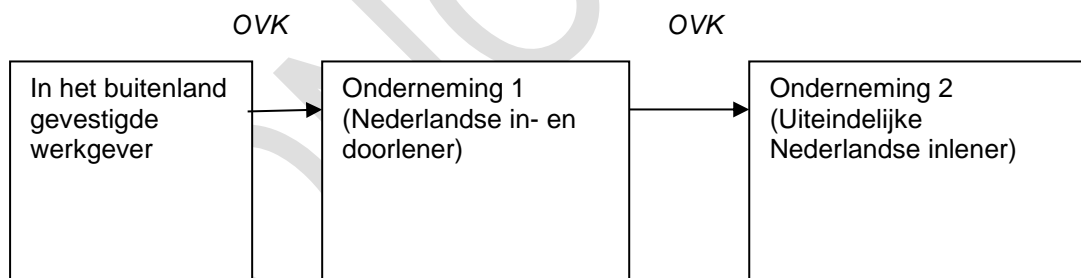 OVK
OVK
In het buitenland
gevestigde
werkgever
Onderneming 1
(Nederlandse in- en
doorlener)
Onderneming 2
(Uiteindelijke
Nederlandse inlener)